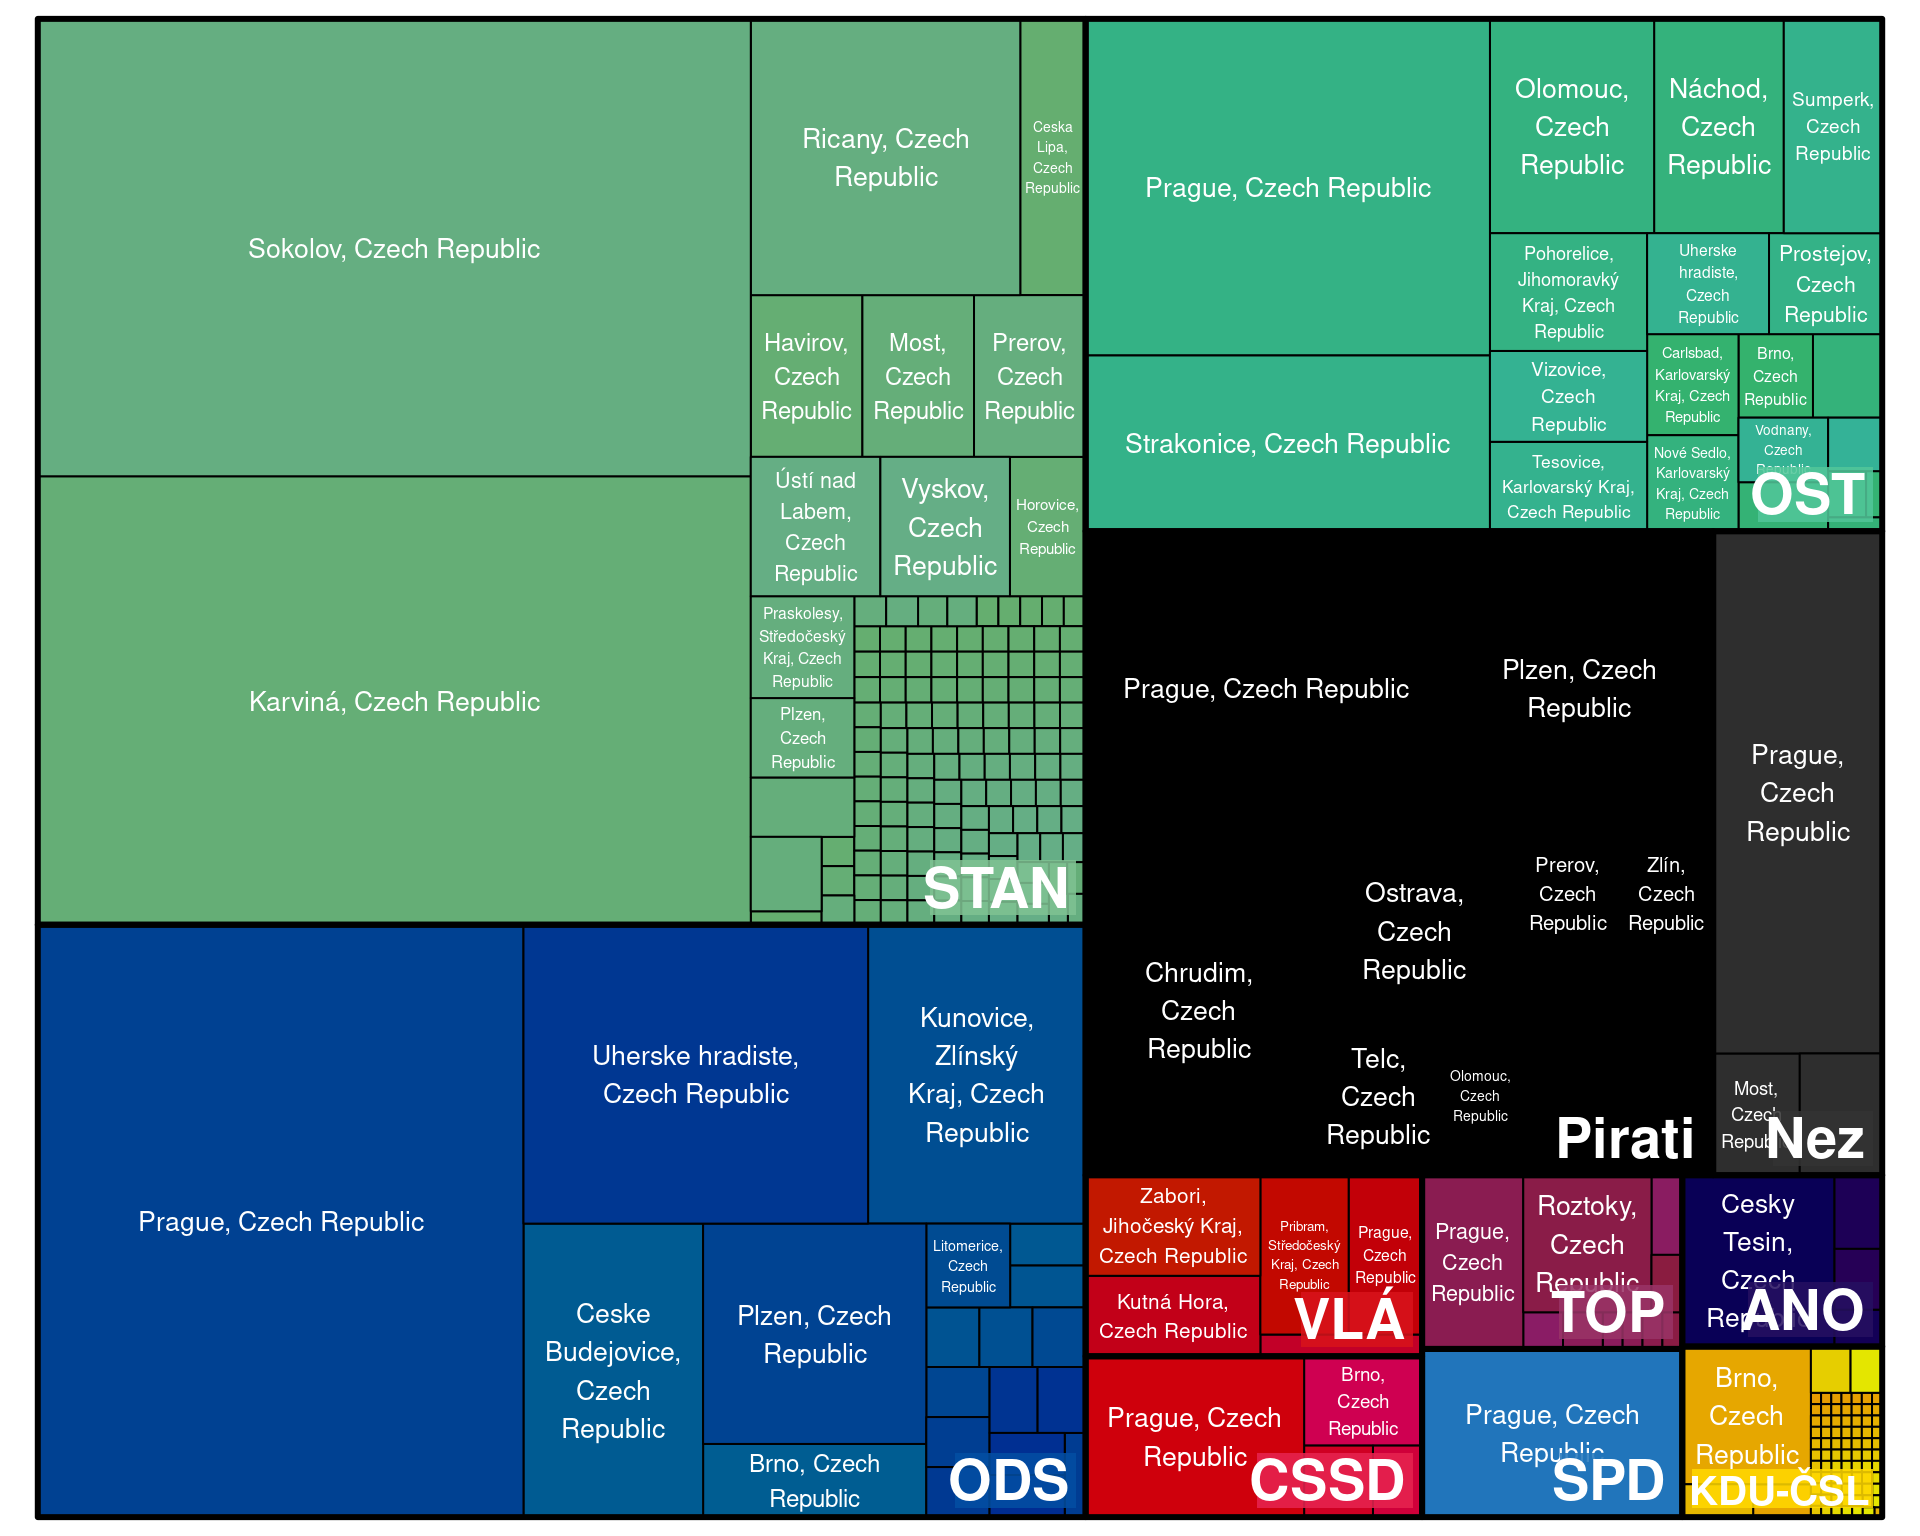 Sokolov, Czech Republic
Karviná, Czech Republic
Ricany, Czech
Republic
Ceska
Lipa,
Czech
Republic
Havirov,
Czech
Republic
Most,
Czech
Republic
Prerov,
Czech
Republic
Ústí nad
Labem,
Czech
Republic
Vyskov,
Czech
Republic
Horovice,
Czech
Republic
Praskolesy,
Středočeský
Kraj, Czech
Republic
Plzen,
Czech
Republic
STAN
Prague, Czech Republic
Uherske hradiste,
Czech Republic
Kunovice,
Zlínský
Kraj, Czech
Republic
Ceske
Budejovice,
Czech
Republic
Plzen, Czech
Republic
Brno, Czech
Republic
Litomerice,
Czech
Republic
ODS
Prague, Czech Republic
Strakonice, Czech Republic
Olomouc,
Czech
Republic
Náchod,
Czech
Republic
Sumperk,
Czech
Republic
Pohorelice,
Jihomoravký
Kraj, Czech
Republic
Uherske
hradiste,
Czech
Republic
Prostejov,
Czech
Republic
Vizovice,
Czech
Republic
Tesovice,
Karlovarský Kraj,
Czech Republic
Carlsbad,
Karlovarský
Kraj, Czech
Republic
Nové Sedlo,
Karlovarský
Kraj, Czech
Republic
Brno,
Czech
Republic
Vodnany,
Czech
Republic
OST
Prague, Czech Republic
Plzen, Czech
Republic
Chrudim,
Czech
Republic
Ostrava,
Czech
Republic
Prerov,
Czech
Republic
Zlín,
Czech
Republic
Telc,
Czech
Republic
Olomouc,
Czech
Republic
Pirati
Prague,
Czech
Republic
Most,
Czech
Republic
Nez
Zabori,
Jihočeský Kraj,
Czech Republic
Kutná Hora,
Czech Republic
Pribram,
Středočeský
Kraj, Czech
Republic
Prague,
Czech
Republic
VLÁ
Prague,
Czech
Republic
Roztoky,
Czech
Republic
TOP
Cesky
Tesin,
Czech
Republic
ANO
Prague, Czech
Republic
Brno,
Czech
Republic
CSSD
Prague, Czech
Republic
SPD
Brno,
Czech
Republic
KDU-ČSL